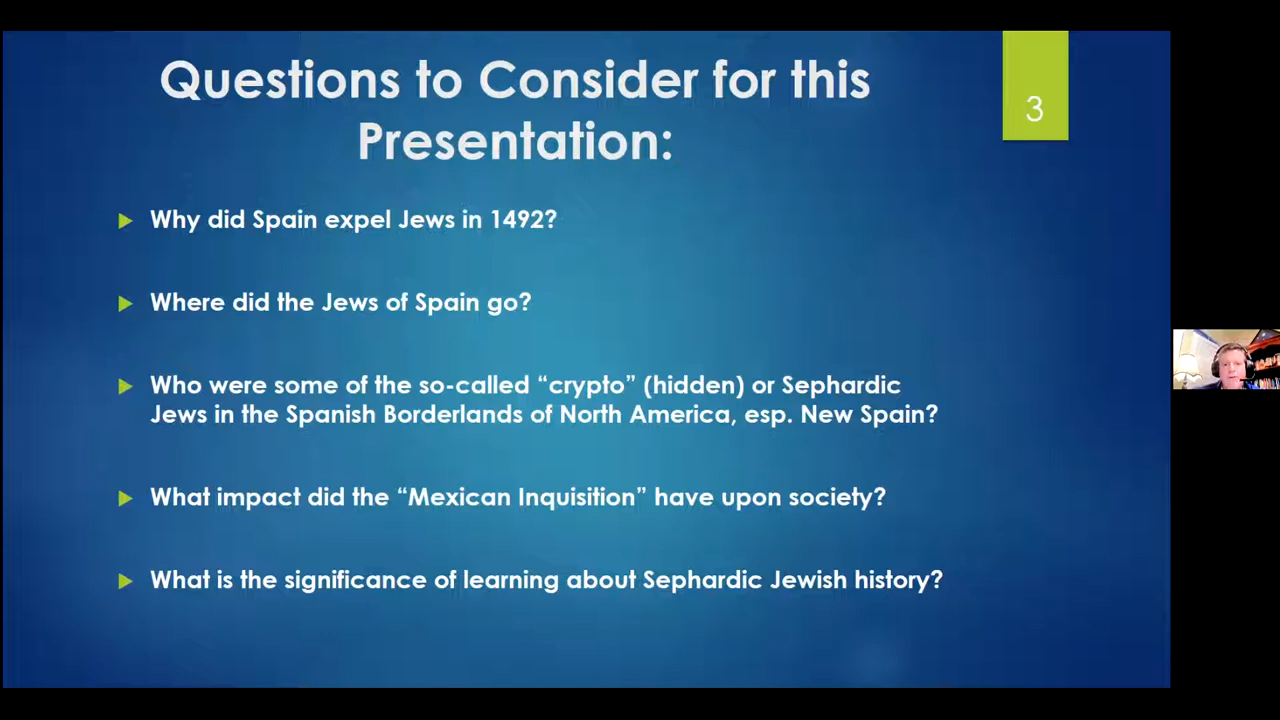 Questions to Consider for this
Presentation:
3
Why did Spain expel Jews in 1492?
Where did the Jews of Spain go?
Who were some of the so-called “crypto” (hidden) or Sephardic
Jews in the Spanish Borderlands of North America, esp. New Spain?
What impact did the “Mexican Inquisition” have upon society?
What is the significance of learning about Sephardic Jewish history?